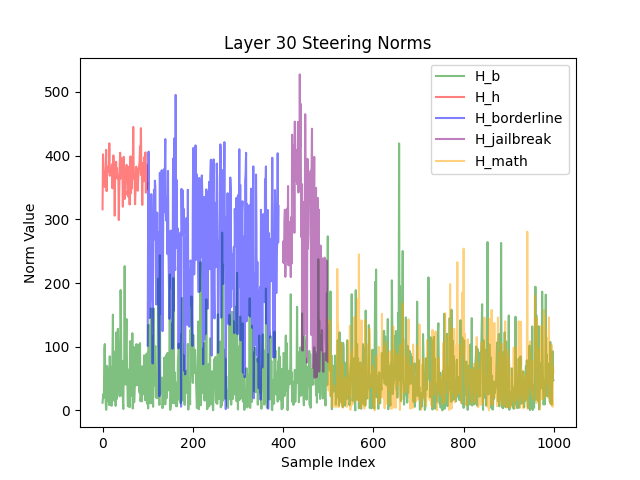 Layer 30 Steering Norms
H_b
H_h
H_borderline
H_jailbreak
H_math
Norm Value
500
400
300
200
100
0
0 200 400 600 800 1000
Sample Index